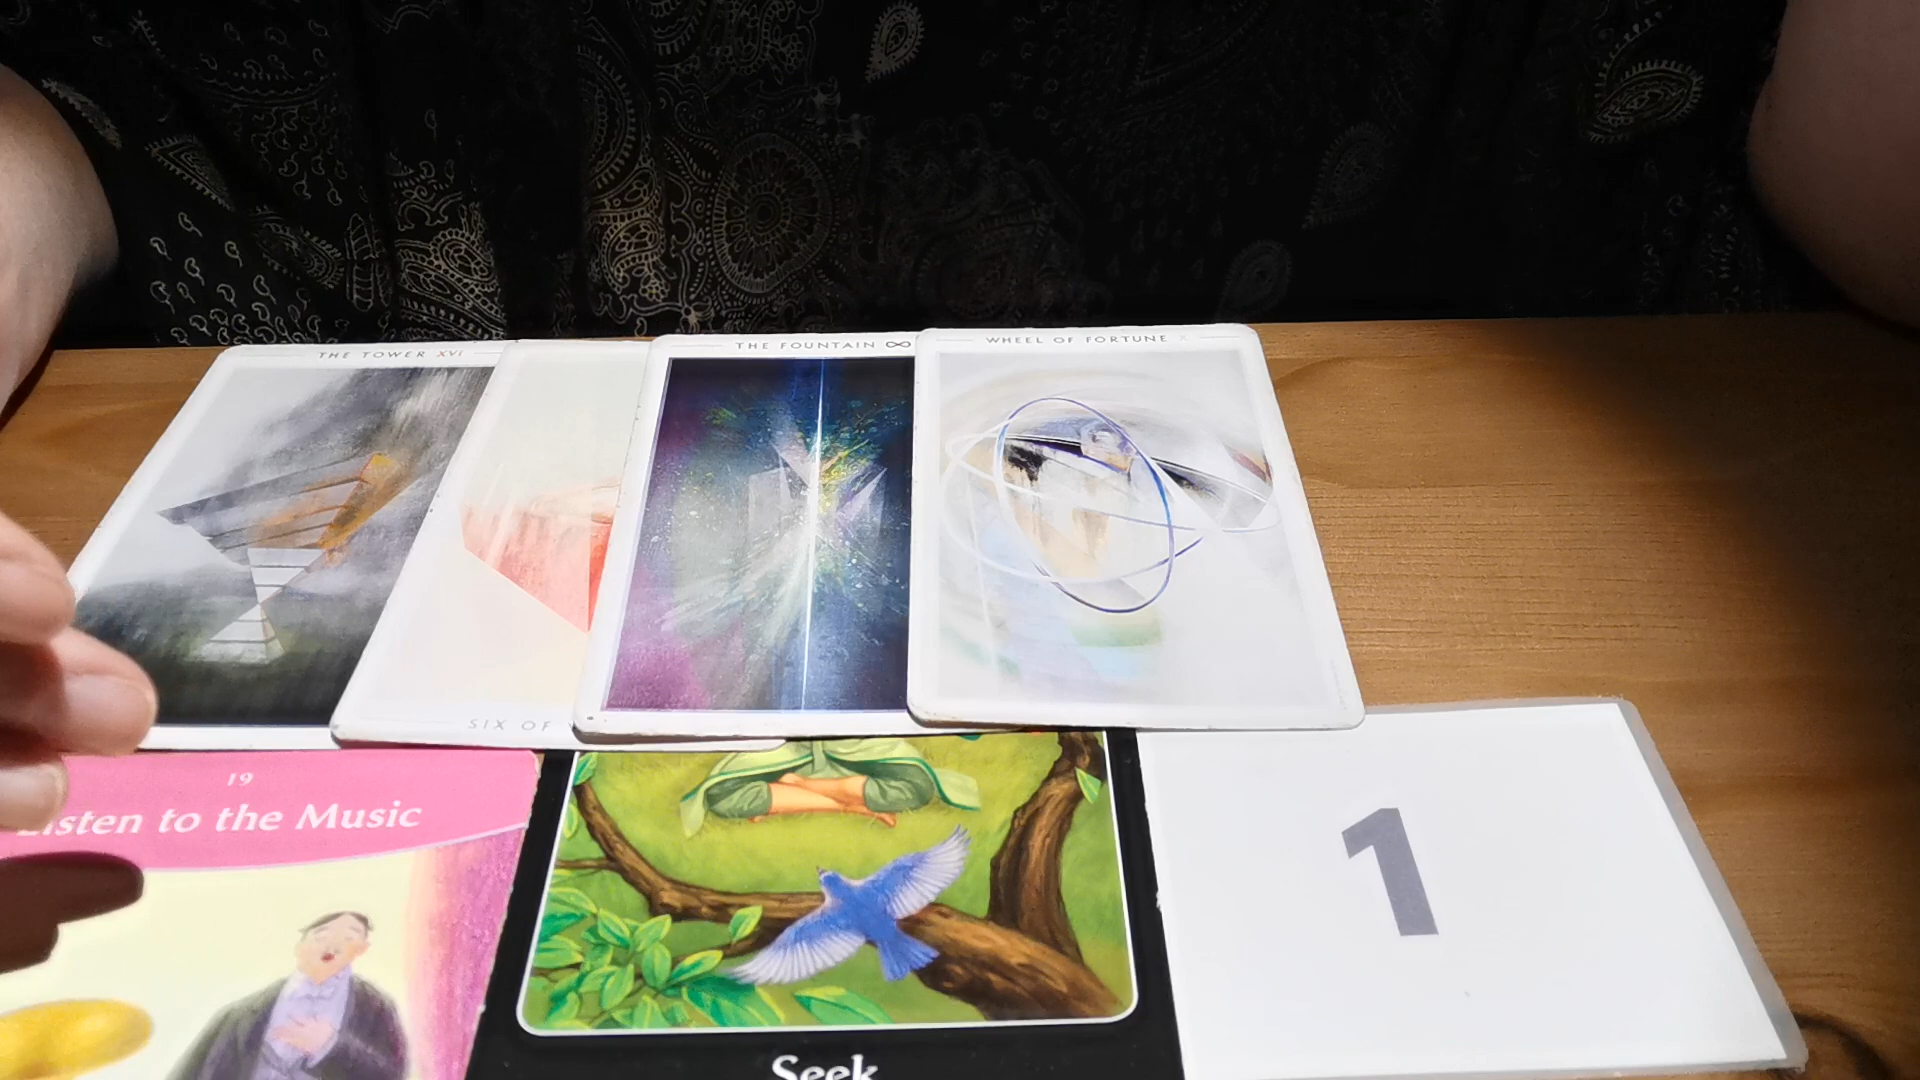 THE TOWER XVI
THE FOUNTAIN ∞
WHEEL OF FORTUNE X
SIX OF
19
Listen to the Music
1
Seek